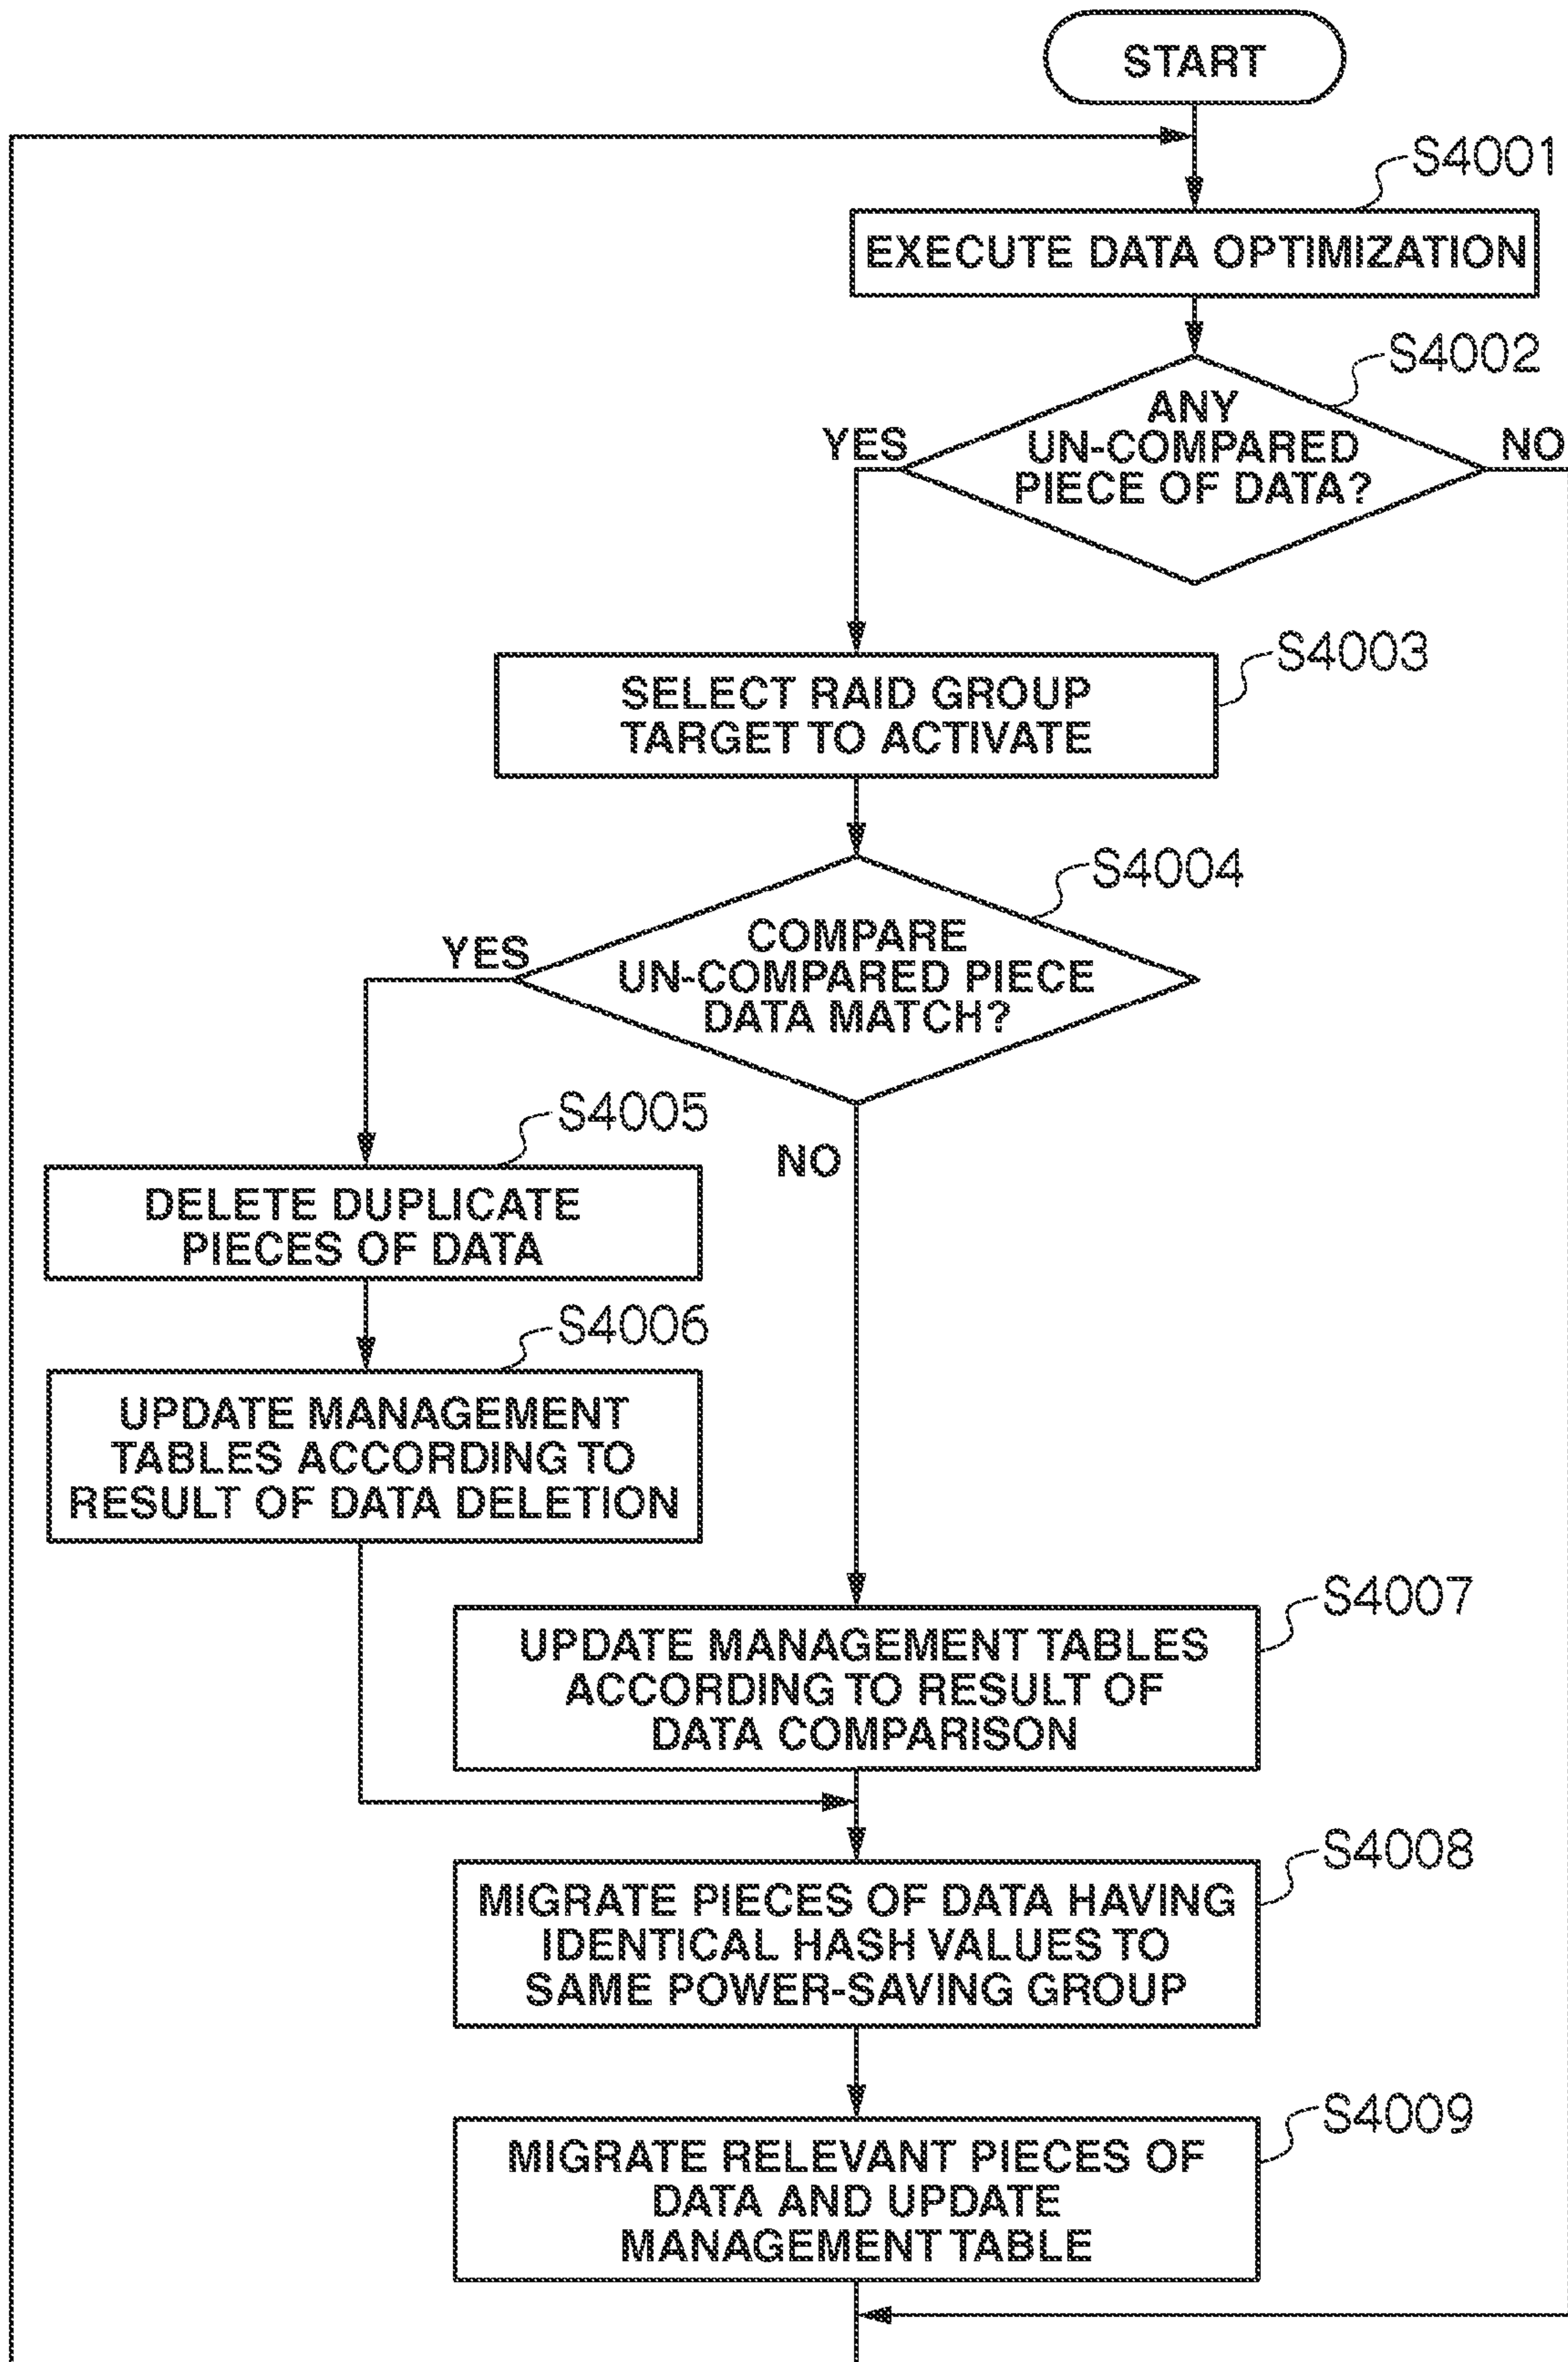 START
S4001
EXECUTE DATA OPTIMIZATION
S4002
ANY
UN-COMPARED
PIECE OF DATA?
YES
NO
S4003
SELECT RAID GROUP
TARGET TO ACTIVATE
S4004
COMPARE
UN-COMPARED PIECE
DATA MATCH?
YES
NO
S4005
DELETE DUPLICATE
PIECES OF DATA
S4006
UPDATE MANAGEMENT
TABLES ACCORDING TO
RESULT OF DATA DELETION
S4007
UPDATE MANAGEMENT TABLES
ACCORDING TO RESULT OF
DATA COMPARISON
S4008
MIGRATE PIECES OF DATA HAVING
IDENTICAL HASH VALUES TO
SAME POWER-SAVING GROUP
S4009
MIGRATE RELEVANT PIECES OF
DATA AND UPDATE
MANAGEMENT TABLE